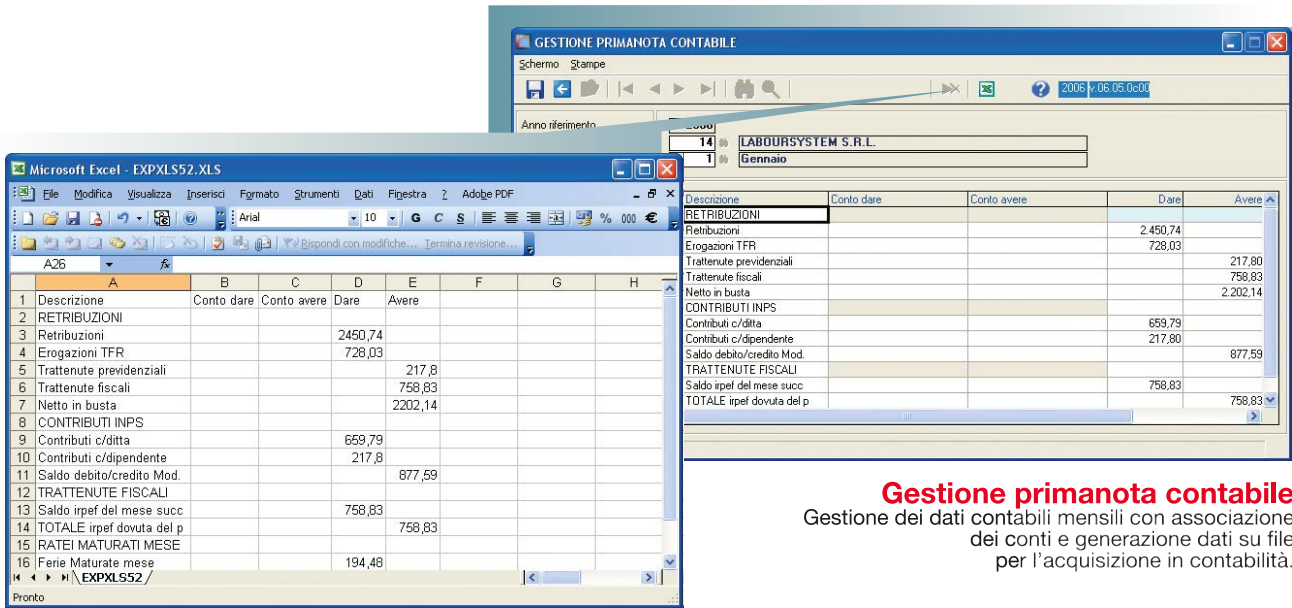 GESTIONE PRIMANOTA CONTABILE
Schermo Stampe
2006 v.06.05.0c00
Anno riferimento
14 LABOURSYSTEM S.R.L.
1 Gennaio
Descrizione Conto dare Conto avere Dare Avere
RETRIBUZIONI
Retribuzioni 2.450,74
Erogazioni TFR 728,03
Trattenute previdenziali 217,80
Trattenute fiscali 758,83
Netto in busta 2.202,14
CONTRIBUTI INPS
Contributi c/ditta 659,79
Contributi c/dipendente 217,80
Saldo debito/credito Mod. 877,59
TRATTENUTE FISCALI
Saldo irpef del mese succ 758,83
TOTALE irpef dovuta del p 758,83
Microsoft Excel - EXPXLS52.XLS
File Modifica Visualizza Inserisci Formato Strumenti Dati Finestra ? Adobe PDF
Arial 10 G C S % 000 €
Rispondi con modifiche... Termina revisione...
A26 fx
A B C D E F G H
1 Descrizione Conto dare Conto avere Dare Avere
2 RETRIBUZIONI
3 Retribuzioni 2450,74
4 Erogazioni TFR 728,03
5 Trattenute previdenziali 217,8
6 Trattenute fiscali 758,83
7 Netto in busta 2202,14
8 CONTRIBUTI INPS
9 Contributi c/ditta 659,79
10 Contributi c/dipendente 217,8
11 Saldo debito/credito Mod. 877,59
12 TRATTENUTE FISCALI
13 Saldo irpef del mese succ 758,83
14 TOTALE irpef dovuta del p 758,83
15 RATEI MATURATI MESE
16 Ferie Maturate mese 194,48
EXPXLS52
Pronto
Gestione primanota contabile
Gestione dei dati contabili mensili con associazione
dei conti e generazione dati su file
per l'acquisizione in contabilità.